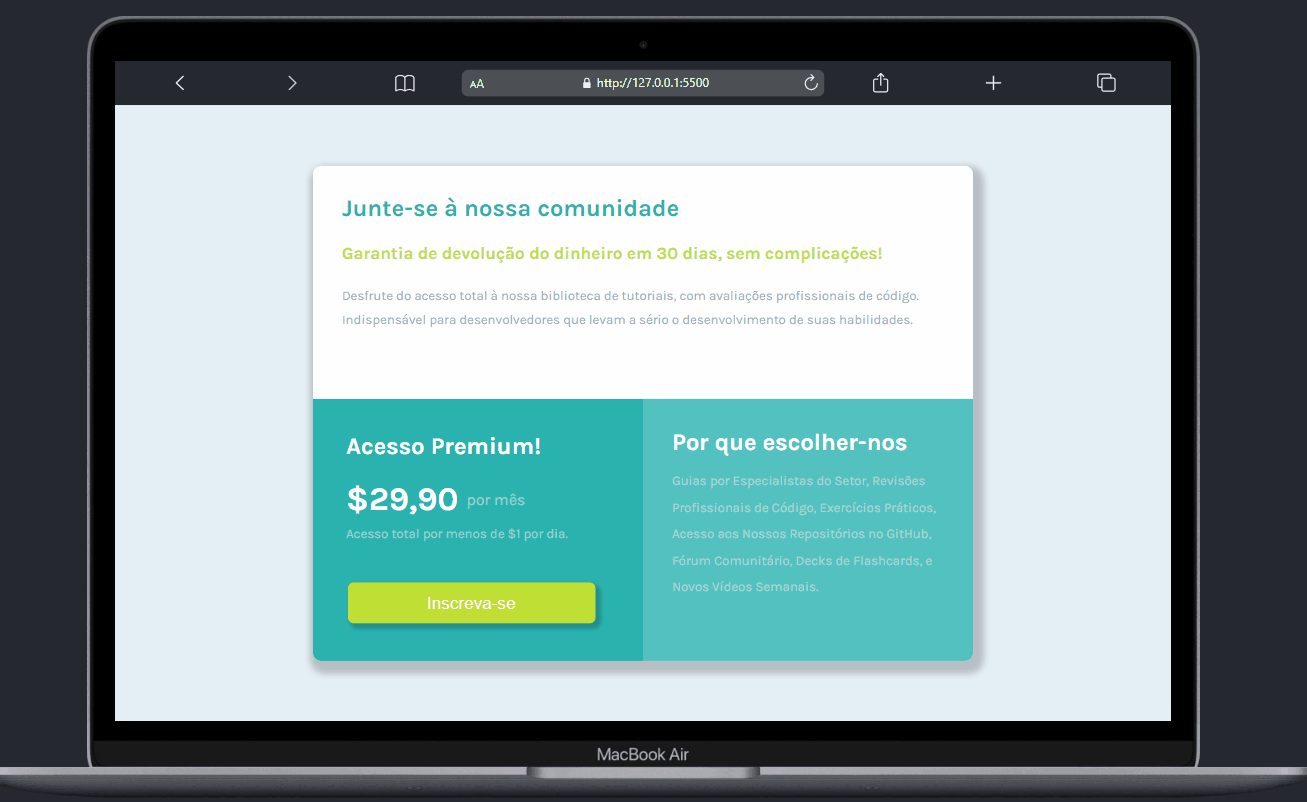 AA
http://127.0.0.1:5500
Junte-se à nossa comunidade
Garantia de devolução do dinheiro em 30 dias, sem complicações!
Desfrute do acesso total à nossa biblioteca de tutoriais, com avaliações profissionais de código.
Indispensável para desenvolvedores que levam a sério o desenvolvimento de suas habilidades.
Acesso Premium!
$29,90 por mês
Acesso total por menos de $1 por dia.
Inscreva-se
Por que escolher-nos
Guias por Especialistas do Setor, Revisões
Profissionais de Código, Exercícios Práticos,
Acesso aos Nossos Repositórios no GitHub,
Fórum Comunitário, Decks de Flashcards, e
Novos Vídeos Semanais.
MacBook Air